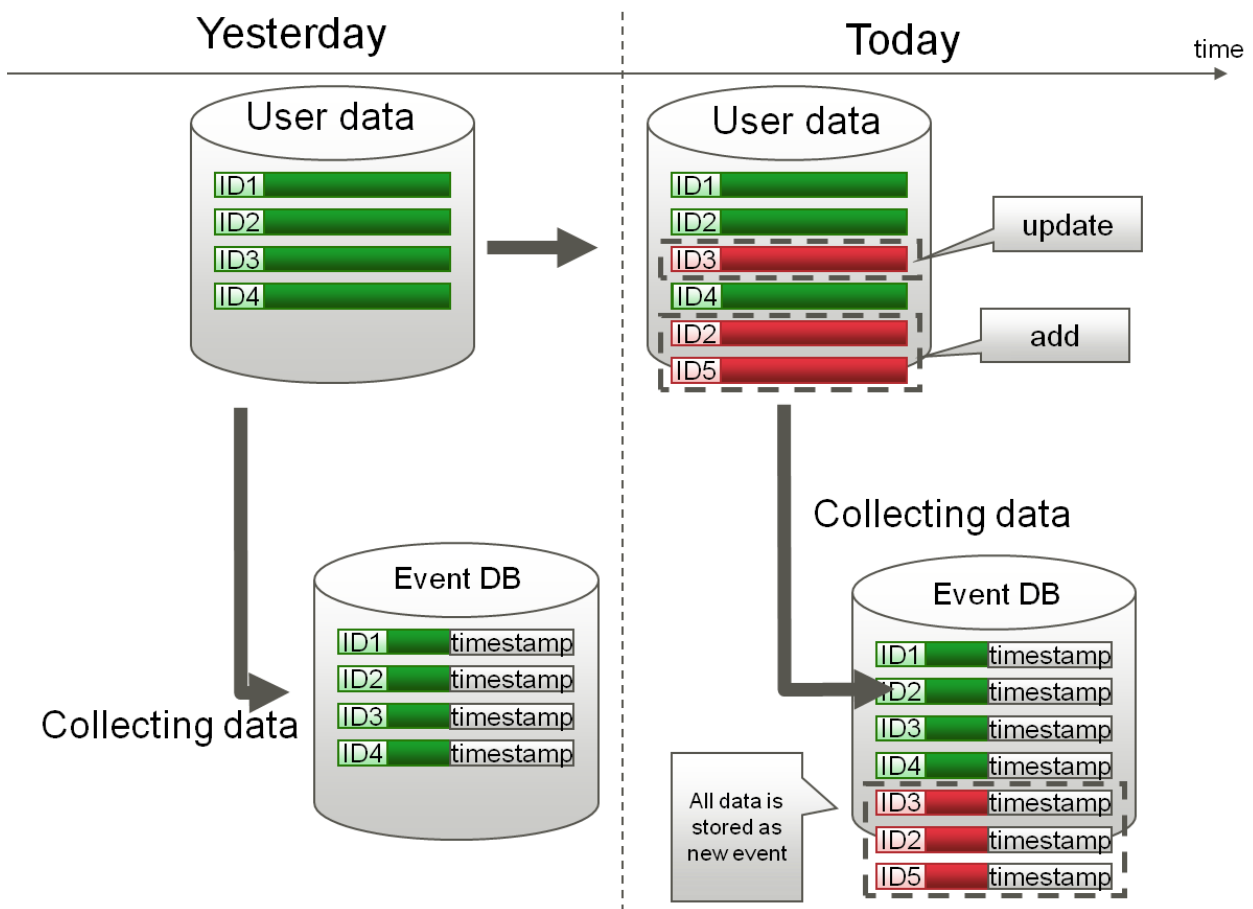 Yesterday
Today
time
User data
ID1
ID2
ID3
ID4
User data
ID1
ID2
ID3
ID4
ID2
ID5
update
add
Collecting data
Event DB
ID1 timestamp
ID2 timestamp
ID3 timestamp
ID4 timestamp
Collecting data
Event DB
ID1 timestamp
ID2 timestamp
ID3 timestamp
ID4 timestamp
ID3 timestamp
ID2 timestamp
ID5 timestamp
All data is
stored as
new event